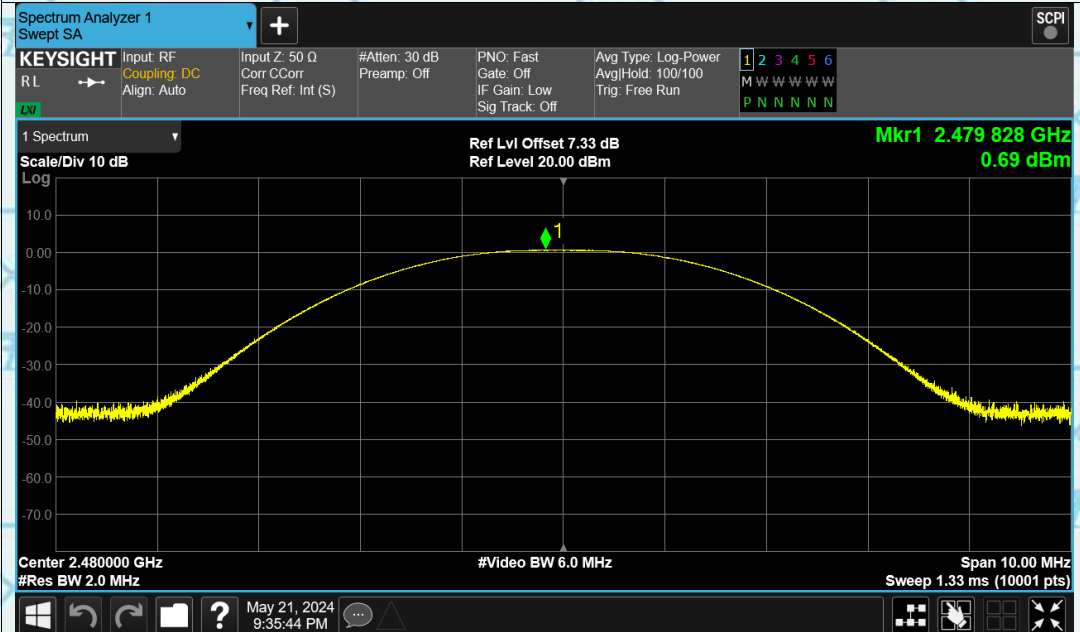 Spectrum Analyzer 1
Swept SA
+
SCPI
KEYSIGHT
R L
LXI
Input: RF
Coupling: DC
Align: Auto
Input Z: 50 Ω
Corr CCorr
Freq Ref: Int (S)
#Atten: 30 dB
Preamp: Off
PNO: Fast
Gate: Off
IF Gain: Low
Sig Track: Off
Avg Type: Log-Power
Avg|Hold: 100/100
Trig: Free Run
1 2 3 4 5 6
M W W W W W
P N N N N N
1 Spectrum
Scale/Div 10 dB
Log
Ref Lvl Offset 7.33 dB
Ref Level 20.00 dBm
Mkr1 2.479 828 GHz
0.69 dBm
1
10.0
0.00
-10.0
-20.0
-30.0
-40.0
-50.0
-60.0
-70.0
Center 2.480000 GHz
#Res BW 2.0 MHz
#Video BW 6.0 MHz
Span 10.00 MHz
Sweep 1.33 ms (10001 pts)
?
May 21, 2024
9:35:44 PM